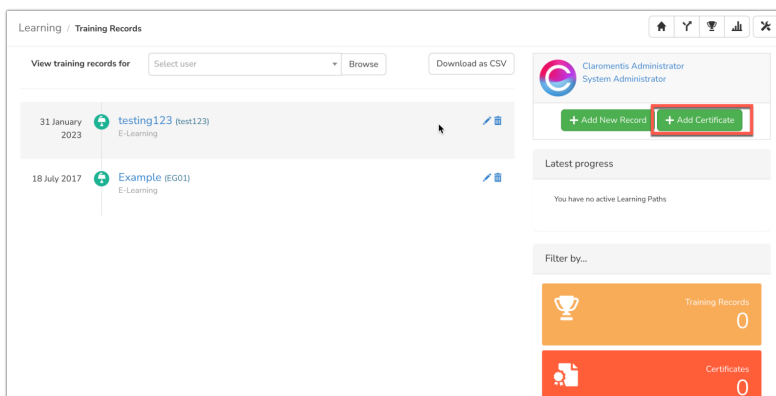 Learning / Training Records
View training records for
Select user
Browse
Download as CSV
31 January 2023
testing123 (test123)
E-Learning
18 July 2017
Example (EG01)
E-Learning
Claromentis Administrator
System Administrator
+ Add New Record
+ Add Certificate
Latest progress
You have no active Learning Paths
Filter by...
Training Records
0
Certificates
0